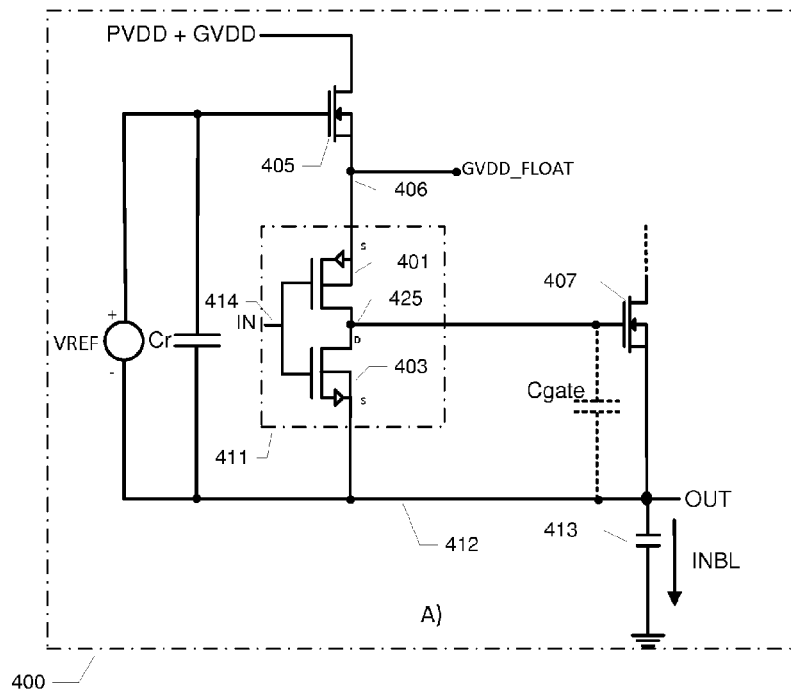 PVDD + GVDD
405
406
GVDD_FLOAT
S
401
414
425
407
IN
D
+
VREF
Cr
403
-
S
Cgate
411
OUT
412
413
INBL
A)
400